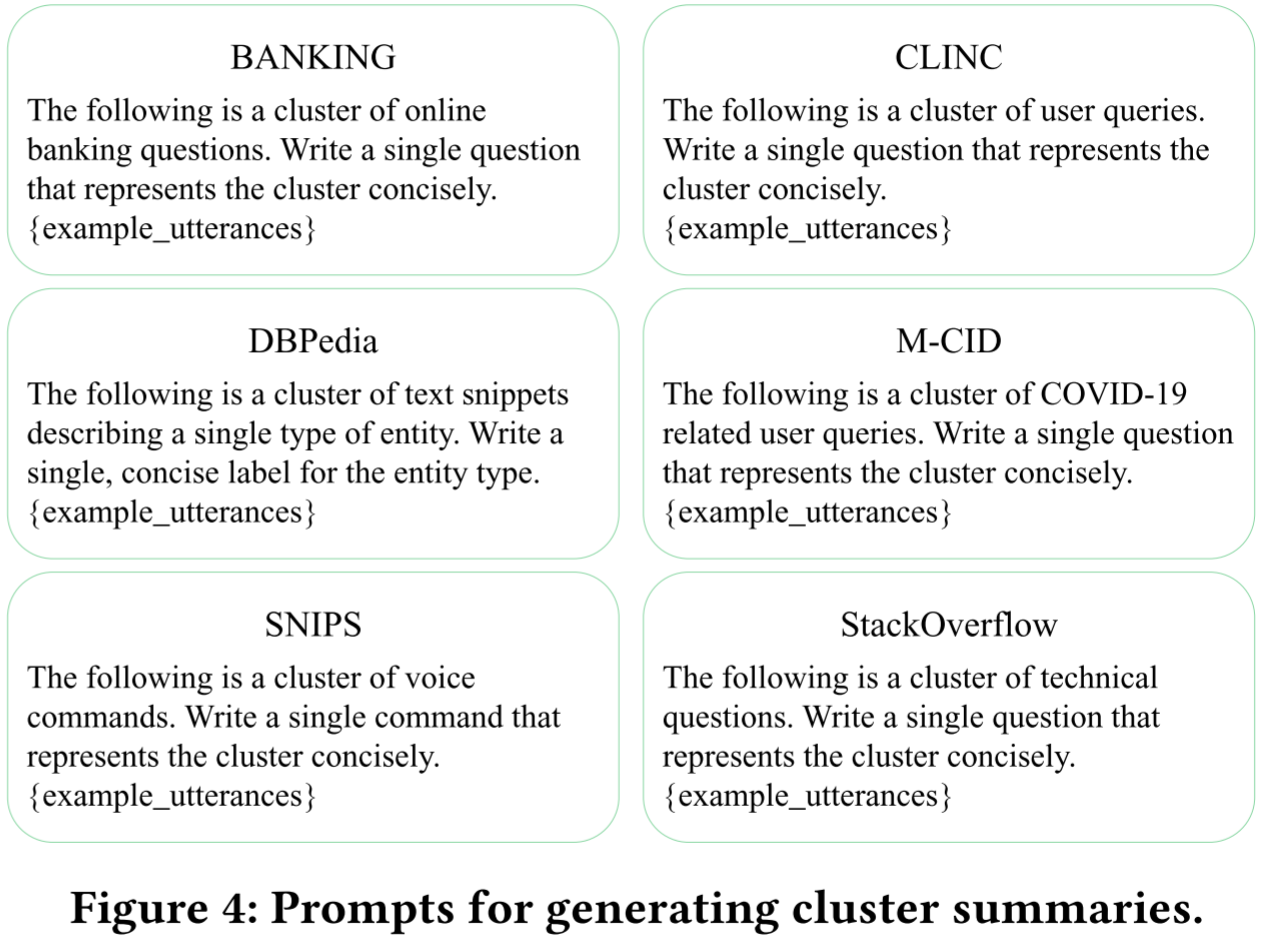 BANKING
The following is a cluster of online
banking questions. Write a single question
that represents the cluster concisely.
{example_utterances}
CLINC
The following is a cluster of user queries.
Write a single question that represents the
cluster concisely.
{example_utterances}
DBPedia
The following is a cluster of text snippets
describing a single type of entity. Write a
single, concise label for the entity type.
{example_utterances}
M-CID
The following is a cluster of COVID-19
related user queries. Write a single question
that represents the cluster concisely.
{example_utterances}
SNIPS
The following is a cluster of voice
commands. Write a single command that
represents the cluster concisely.
{example_utterances}
StackOverflow
The following is a cluster of technical
questions. Write a single question that
represents the cluster concisely.
{example_utterances}
Figure 4: Prompts for generating cluster summaries.